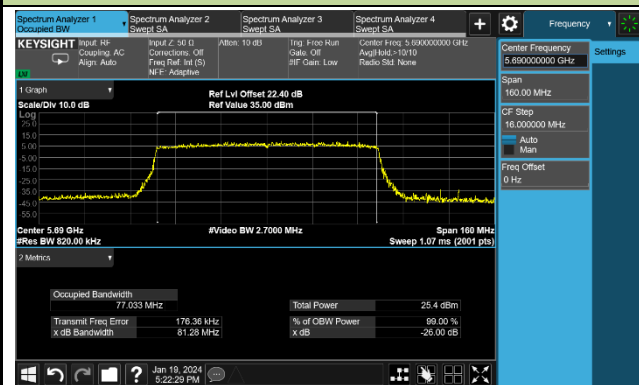 Spectrum Analyzer 1
Occupied BW
Spectrum Analyzer 2
Swept SA
Spectrum Analyzer 3
Swept SA
Spectrum Analyzer 4
Swept SA
Frequency
KEYSIGHT
Input: RF
Coupling: AC
Align: Auto
Input Z: 50 Ω
Corrections: Off
Freq Ref: Int (S)
NFE: Adaptive
Atten: 10 dB
Trig: Free Run
Gate: Off
#IF Gain: Low
Center Freq: 5.690000000 GHz
Avg|Hold:>10/10
Radio Std: None
Center Frequency
5.690000000 GHz
Settings
Span
160.00 MHz
CF Step
16.000000 MHz
Auto
Man
Freq Offset
0 Hz
1 Graph
Scale/Div 10.0 dB
Ref Lvl Offset 22.40 dB
Ref Value 35.00 dBm
Log
25.0
15.0
5.00
-5.00
-15.0
-25.0
-35.0
-45.0
-55.0
Center 5.69 GHz
#Res BW 820.00 kHz
#Video BW 2.7000 MHz
Span 160 MHz
Sweep 1.07 ms (2001 pts)
2 Metrics
Occupied Bandwidth
77.033 MHz
Total Power 25.4 dBm
Transmit Freq Error 176.36 kHz
% of OBW Power 99.00 %
x dB Bandwidth 81.28 MHz
x dB -26.00 dB
?
Jan 19, 2024
5:22:29 PM